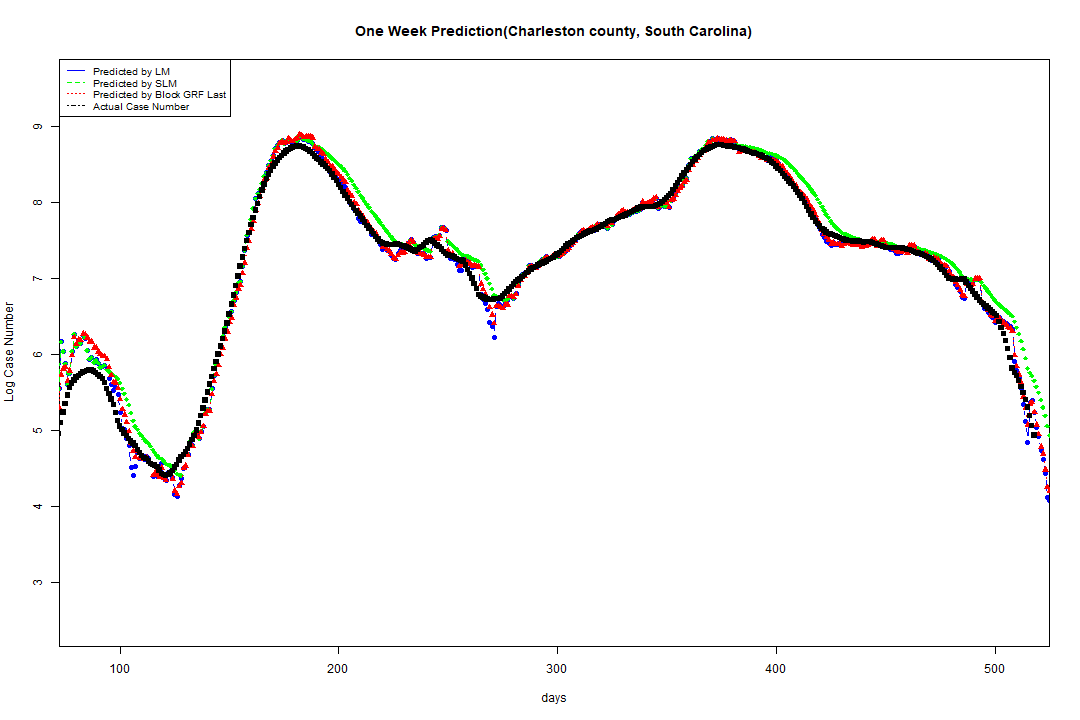 One Week Prediction(Charleston county, South Carolina)
Predicted by LM
Predicted by SLM
Predicted by Block GRF Last
Actual Case Number
9
8
7
6
5
4
3
Log Case Number
100 200 300 400 500
days